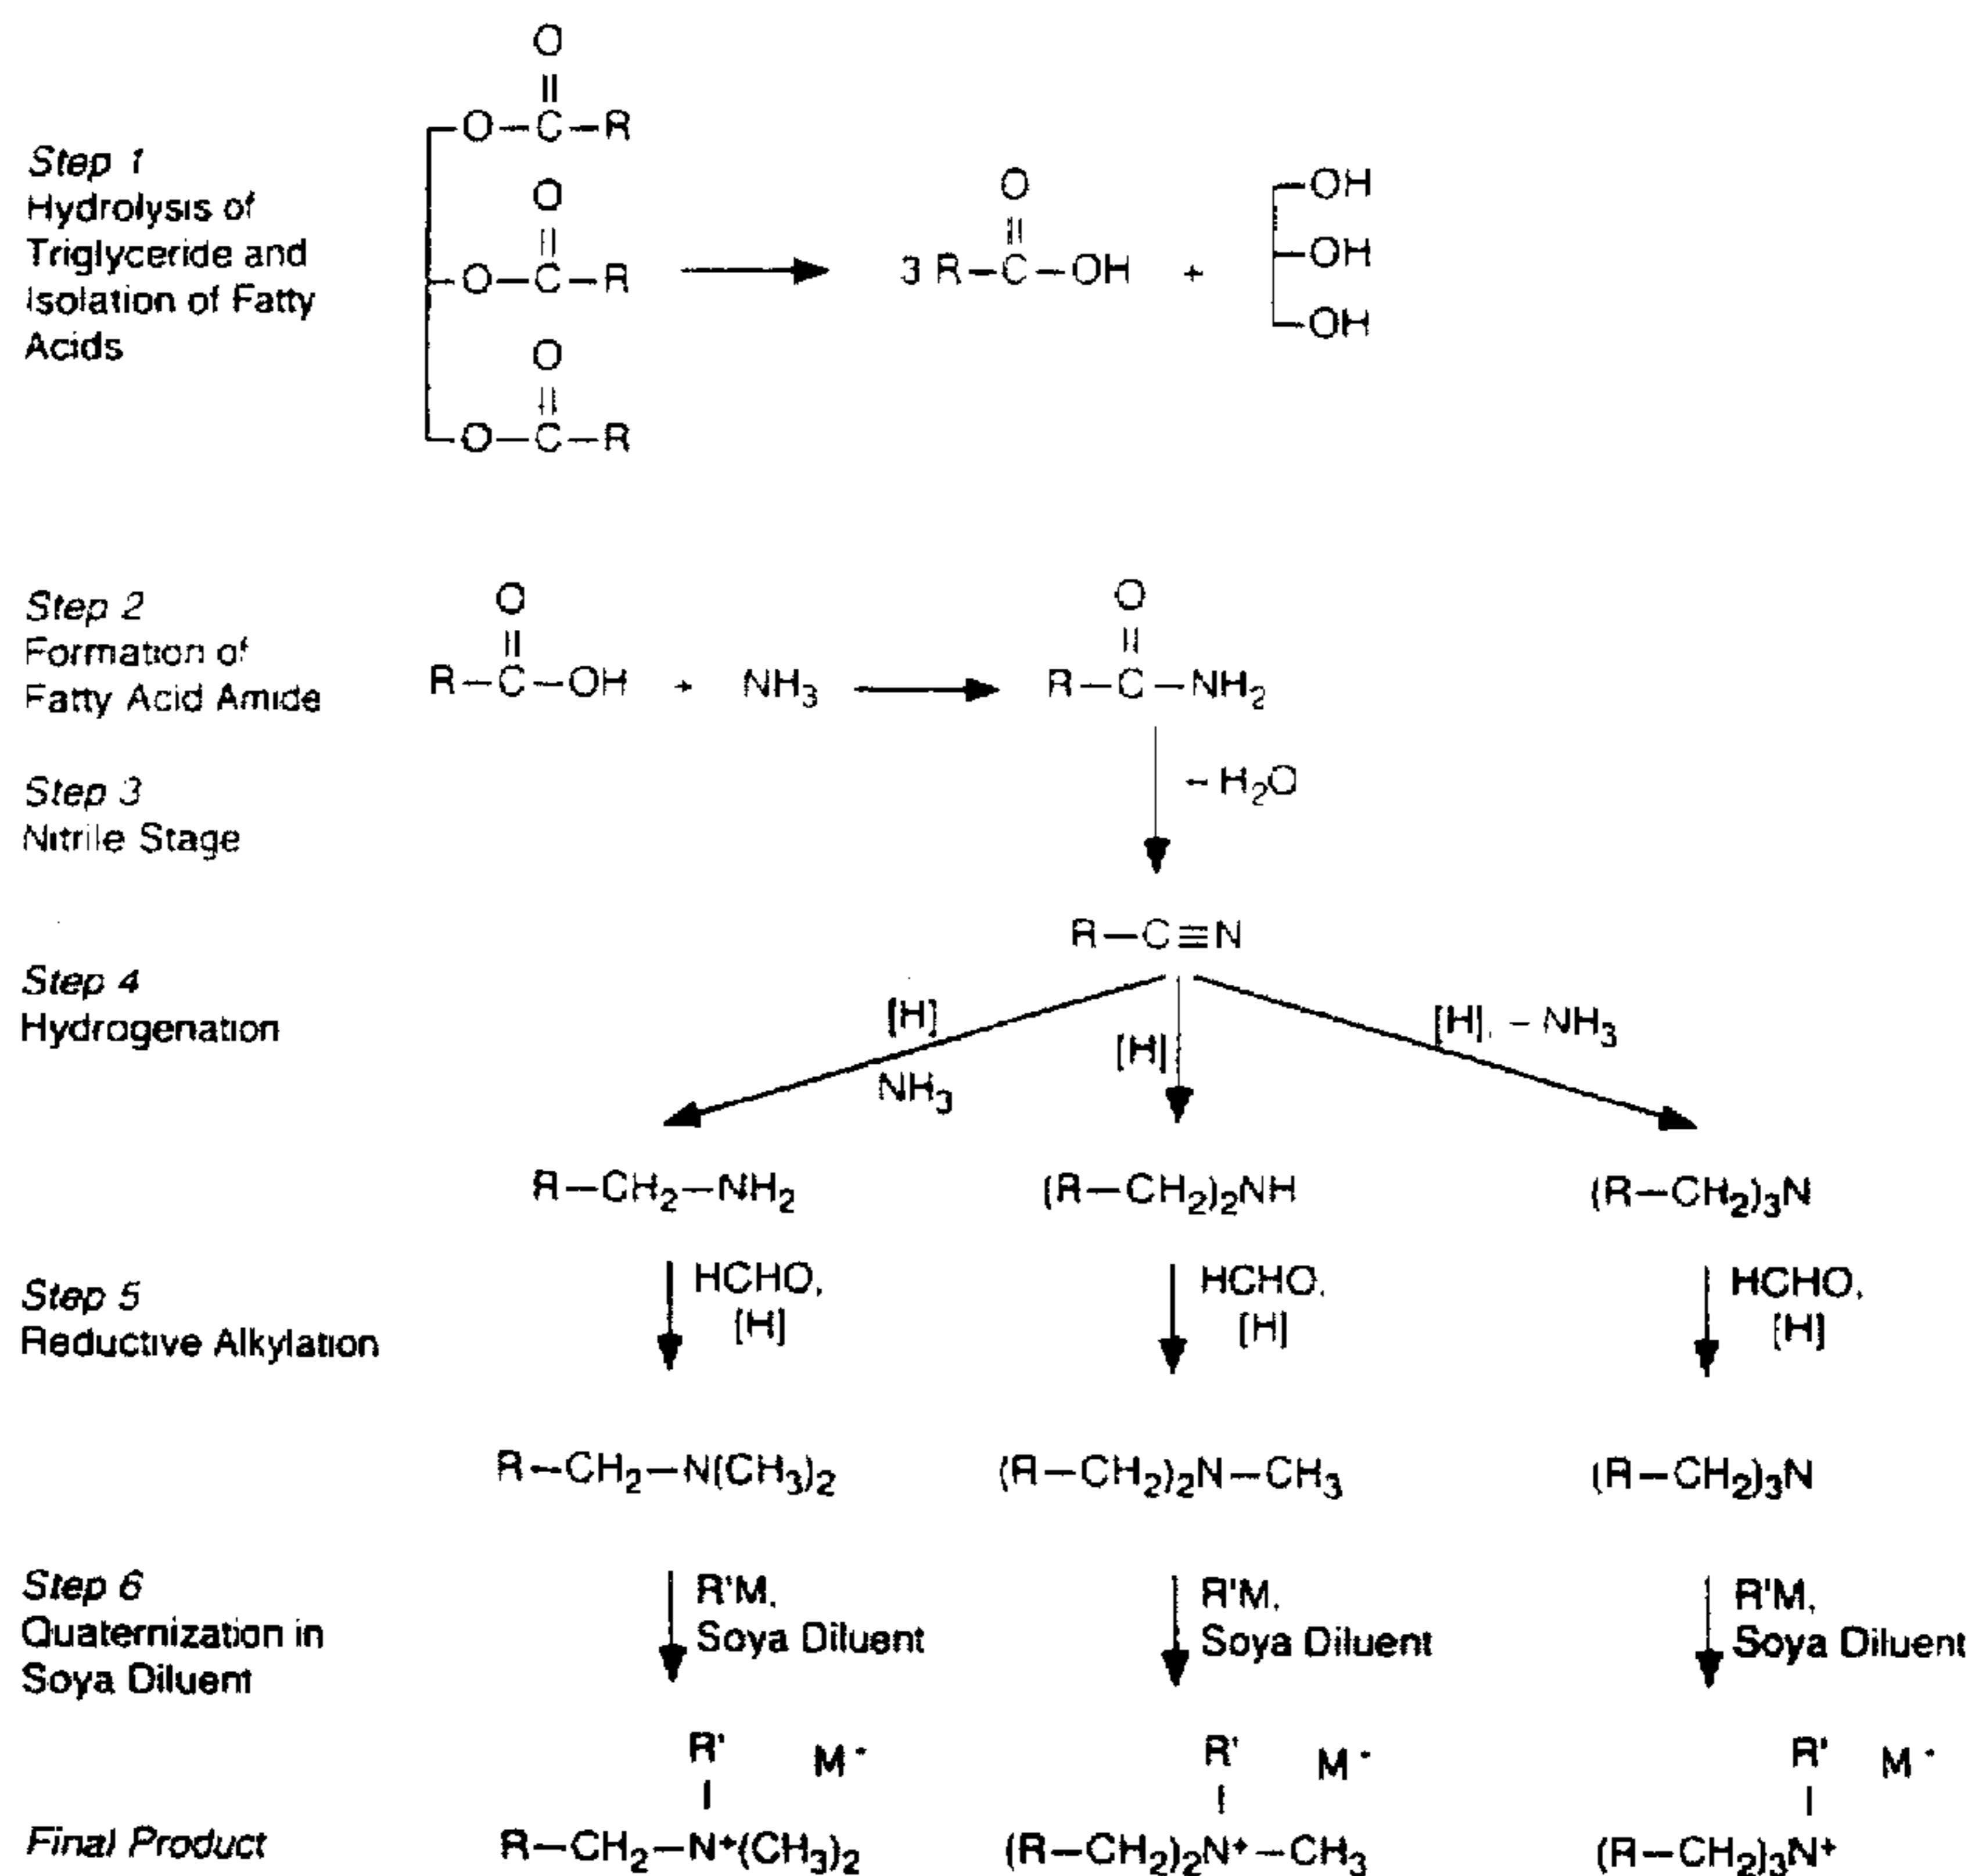 O
O–C–R
Step 1
Hydrolysis of
Triglyceride and
Isolation of Fatty
Acids
O
O–C–R
O
O–C–R
O
3 R–C–OH +
OH
OH
OH
Step 2
Formation of
Fatty Acid Amide
O
R–C–OH + NH3
O
R–C–NH2
Step 3
Nitrile Stage
– H2O
R–C≡N
Step 4
Hydrogenation
[H]
NH3
[H]
[H], – NH3
R–CH2–NH2
(R–CH2)2NH
(R–CH2)3N
Step 5
Reductive Alkylation
HCHO,
[H]
HCHO,
[H]
HCHO,
[H]
R–CH2–N(CH3)2
(R–CH2)2N–CH3
(R–CH2)3N
Step 6
Quaternization in
Soya Diluent
R'M,
Soya Diluent
R'M,
Soya Diluent
R'M,
Soya Diluent
R' M-
R' M-
R' M-
Final Product
R–CH2–N+(CH3)2
(R–CH2)2N+–CH3
(R–CH2)3N+